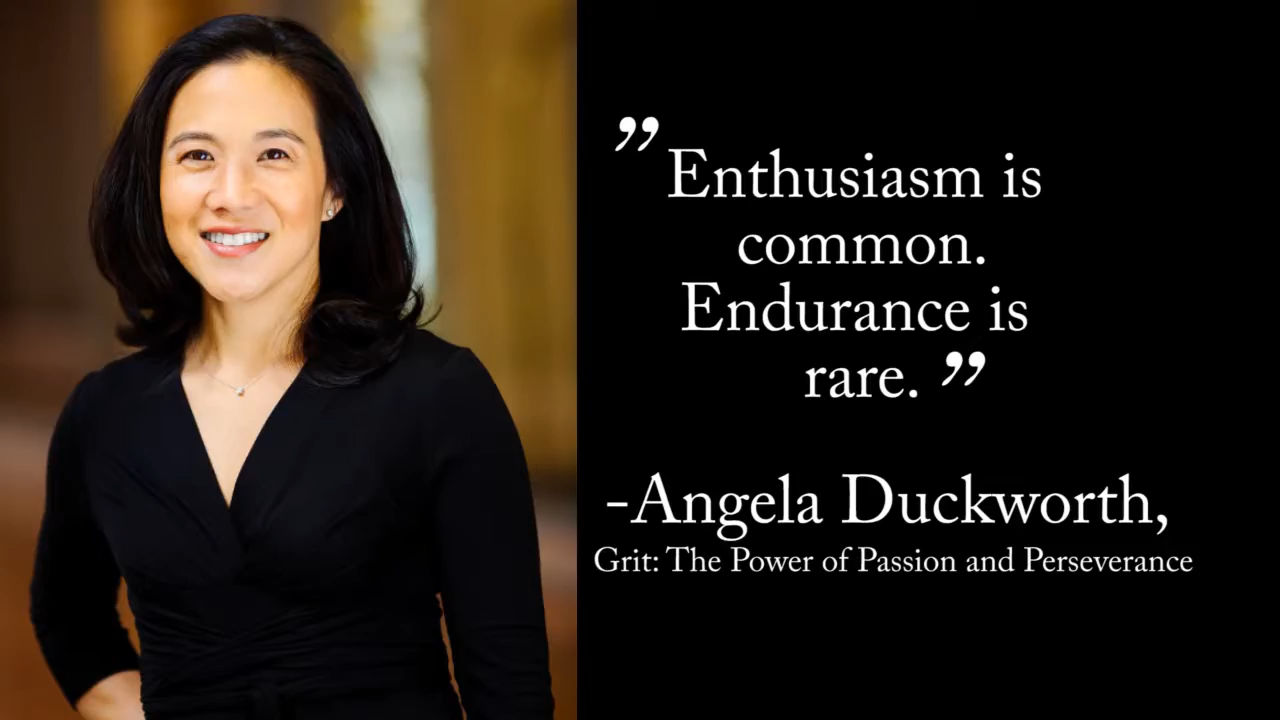 ”Enthusiasm is
common.
Endurance is
rare.”
-Angela Duckworth,
Grit: The Power of Passion and Perseverance